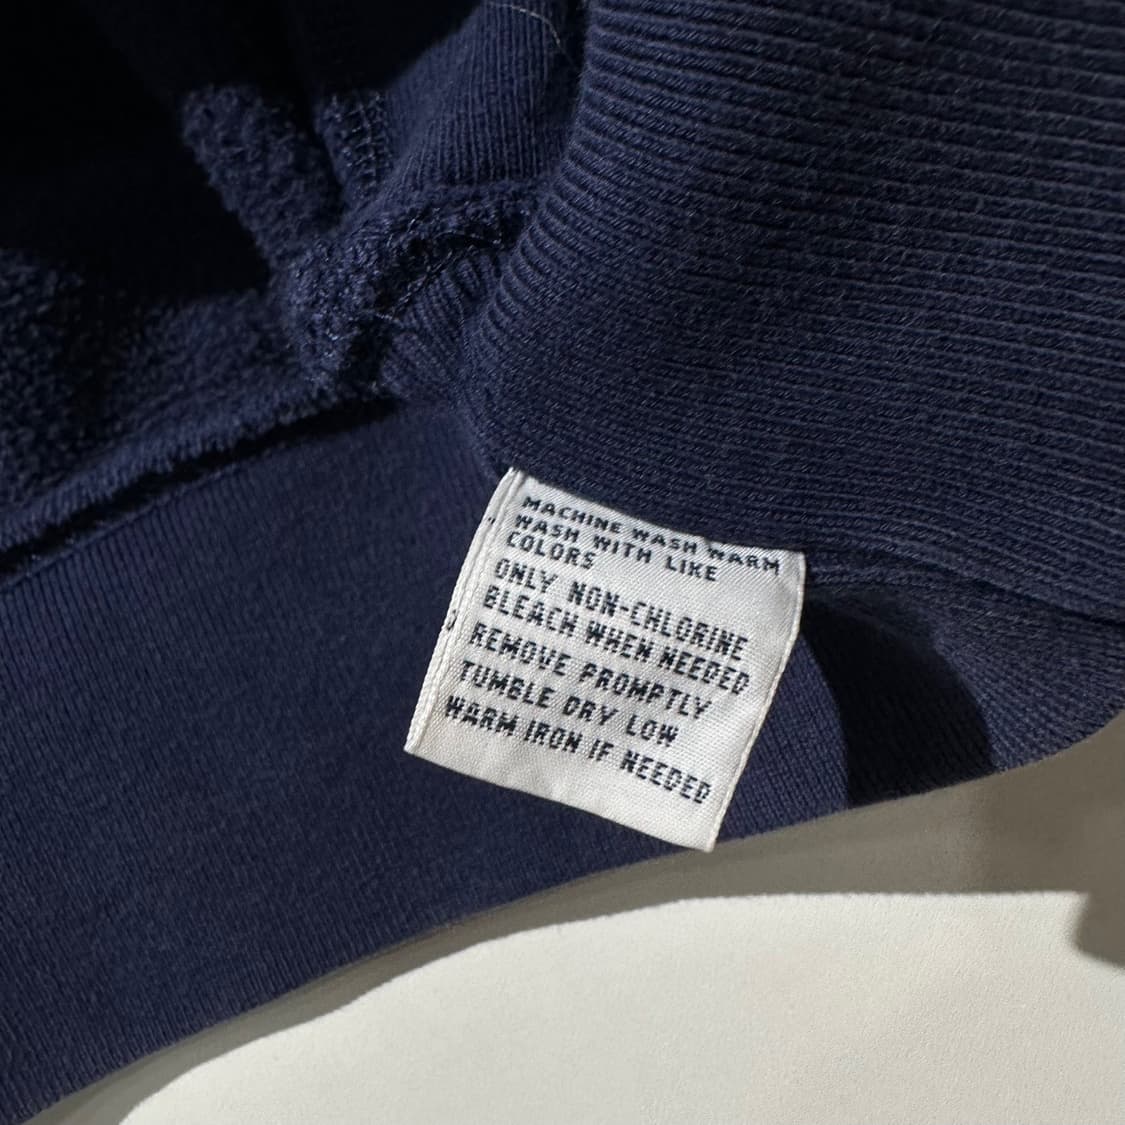 MACHINE WASH WARM
WASH WITH LIKE
COLORS
ONLY NON-CHLORINE
BLEACH WHEN NEEDED
REMOVE PROMPTLY
TUMBLE DRY LOW
WARM IRON IF NEEDED